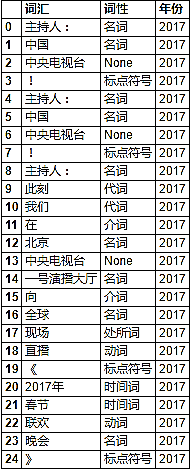 词汇 词性 年份
0 主持人： 名词 2017
1 中国 名词 2017
2 中央电视台 None 2017
3 ！ 标点符号 2017
4 主持人： 名词 2017
5 中国 名词 2017
6 中央电视台 None 2017
7 ！ 标点符号 2017
8 主持人： 名词 2017
9 此刻 代词 2017
10 我们 代词 2017
11 在 介词 2017
12 北京 名词 2017
13 中央电视台 None 2017
14 一号演播大厅 名词 2017
15 向 介词 2017
16 全球 名词 2017
17 现场 处所词 2017
18 直播 动词 2017
19 《 标点符号 2017
20 2017年 时间词 2017
21 春节 时间词 2017
22 联欢 动词 2017
23 晚会 名词 2017
24 》 标点符号 2017